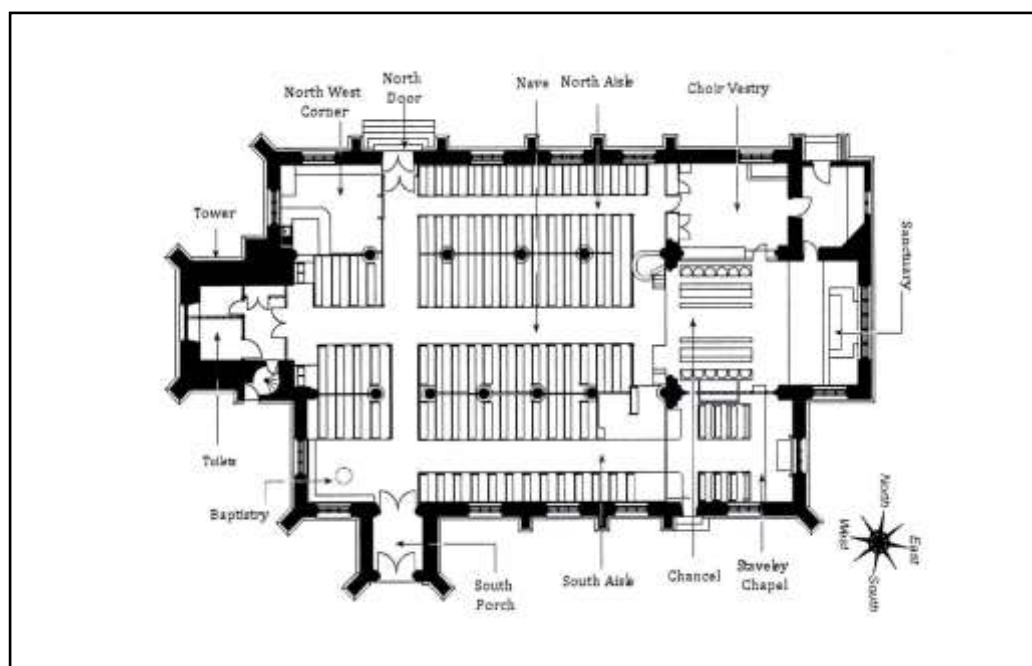 North
Door
North West
Corner
Nave
North Aisle
Choir Vestry
Tower
Sanctuary
Toilets
Baptistry
South
Porch
South Aisle
Chancel
Staveley
Chapel
North
East
South
West